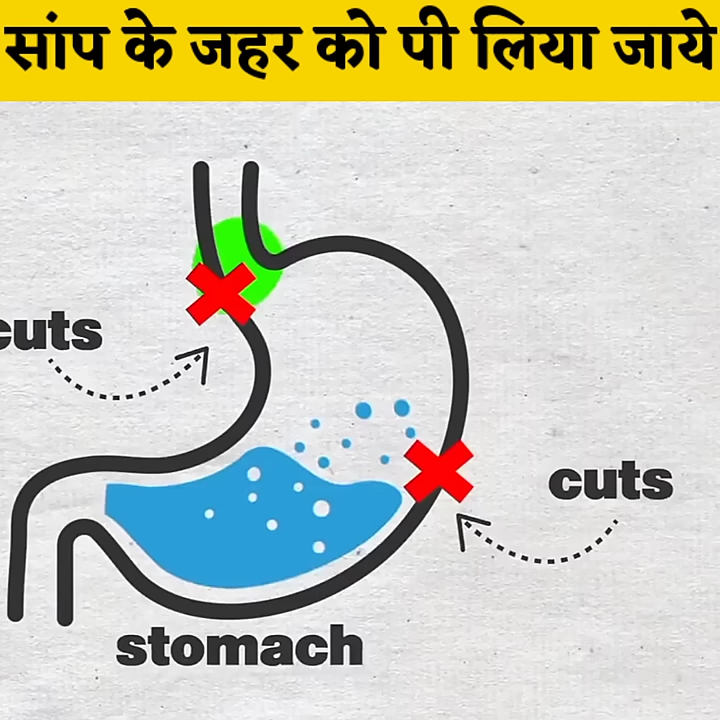 सांप के जहर को पी लिया जाये
cuts
cuts
stomach